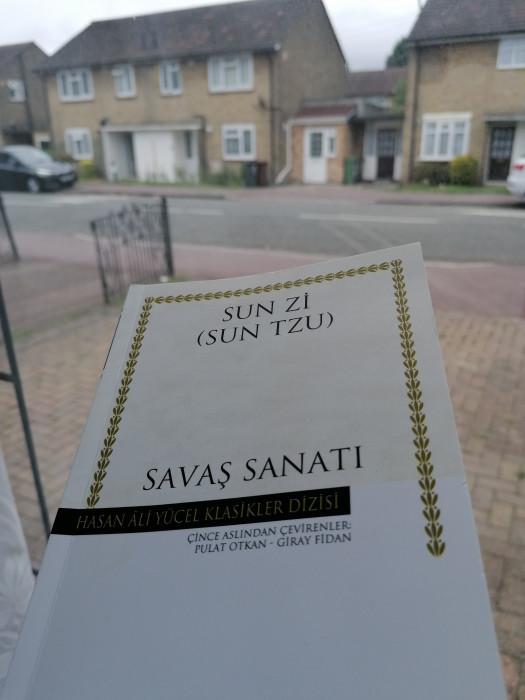 SUN Zİ
(SUN TZU)
SAVAŞ SANATI
HASAN ÂLİ YÜCEL KLASİKLER DİZİSİ
ÇİNCE ASLINDAN ÇEVİRENLER:
PULAT OTKAN - GİRAY FİDAN